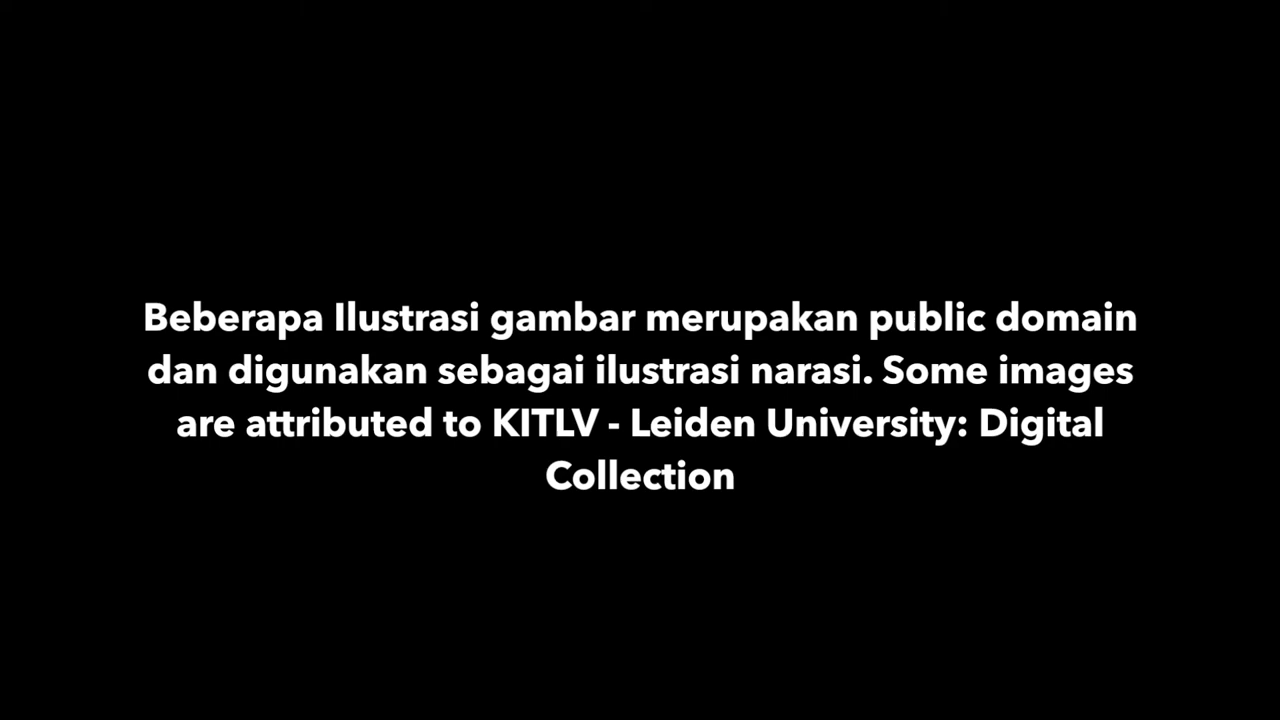 Beberapa Ilustrasi gambar merupakan public domain
dan digunakan sebagai ilustrasi narasi. Some images
are attributed to KITLV - Leiden University: Digital
Collection